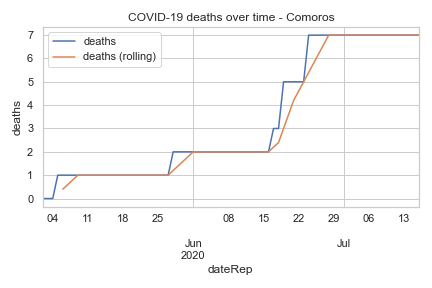 COVID-19 deaths over time - Comoros
deaths
deaths (rolling)
7
6
5
4
3
2
1
0
deaths
04 11 18 25 08 15 22 29 06 13
Jun Jul
2020
dateRep